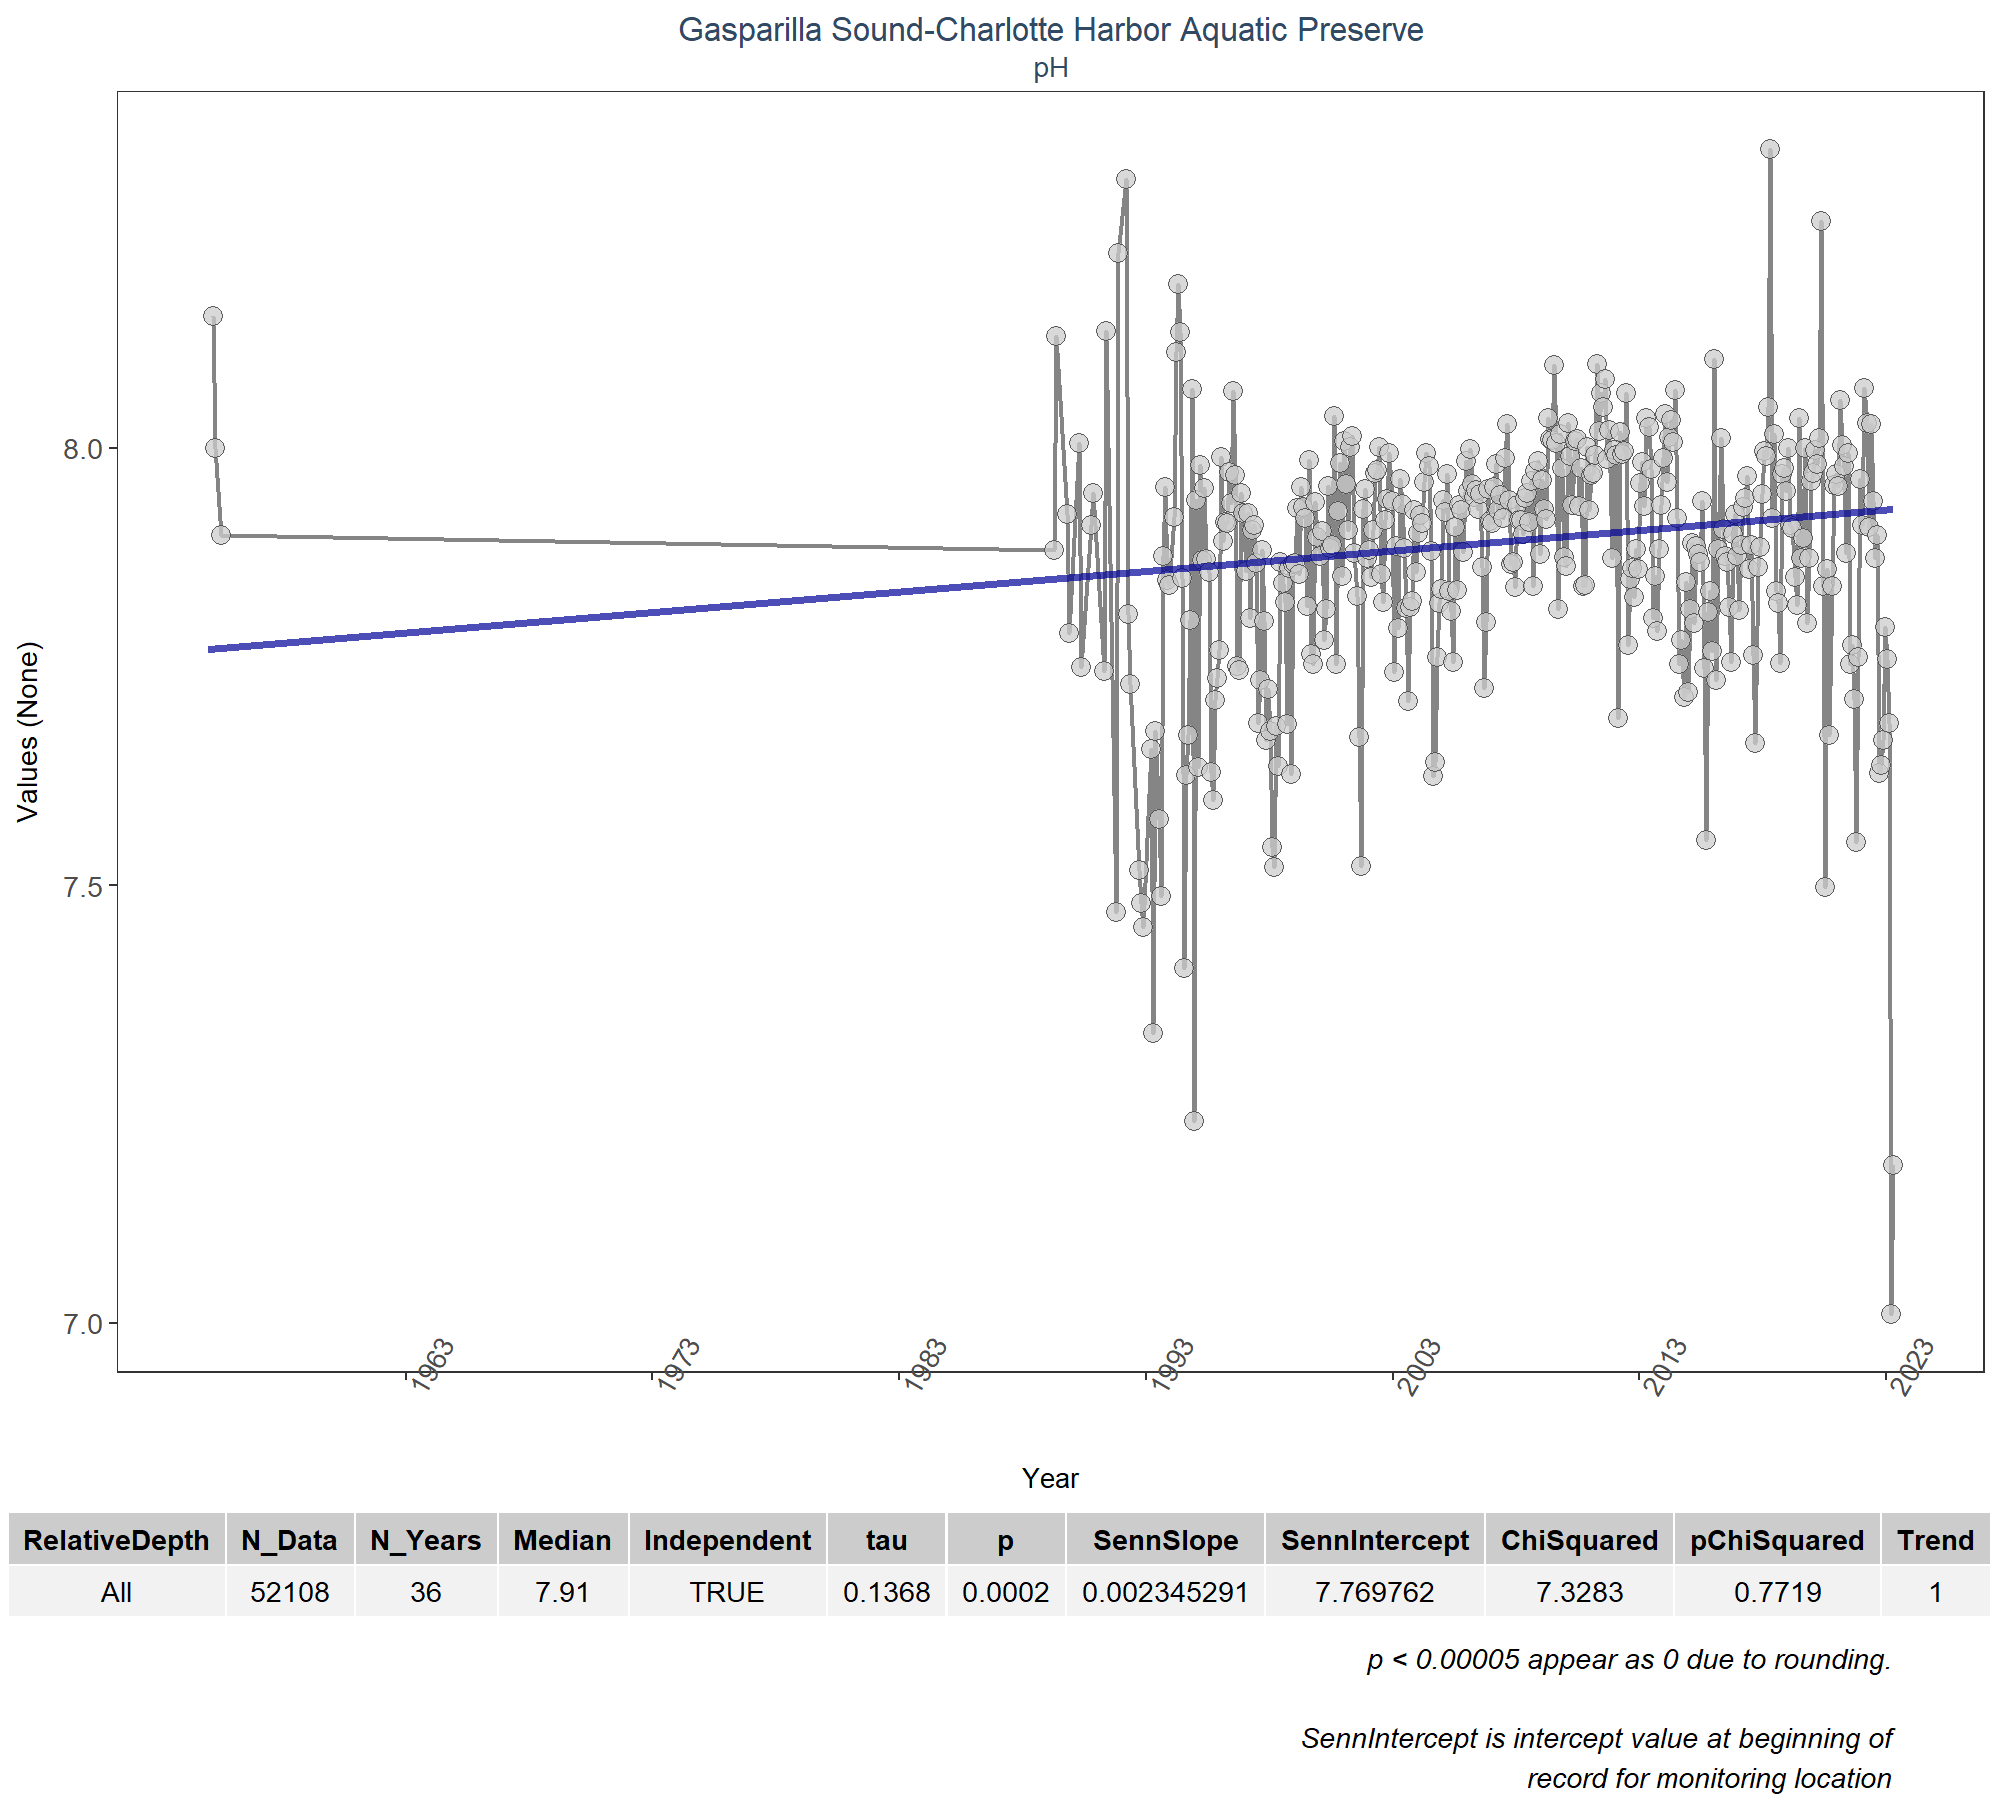 Gasparilla Sound-Charlotte Harbor Aquatic Preserve
pH
Values (None)
8.0
7.5
7.0
1963
1973
1983
1993
2003
2013
2023
Year
RelativeDepth N_Data N_Years Median Independent tau p SennSlope SennIntercept ChiSquared pChiSquared Trend
All 52108 36 7.91 TRUE 0.1368 0.0002 0.002345291 7.769762 7.3283 0.7719 1
p < 0.00005 appear as 0 due to rounding.
SennIntercept is intercept value at beginning of
record for monitoring location